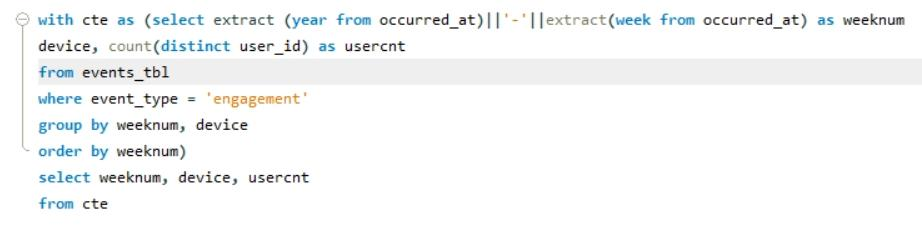 with cte as (select extract (year from occurred_at)||'-'||extract(week from occurred_at) as weeknum
device, count(distinct user_id) as usercnt
from events_tbl
where event_type = 'engagement'
group by weeknum, device
order by weeknum)
select weeknum, device, usercnt
from cte